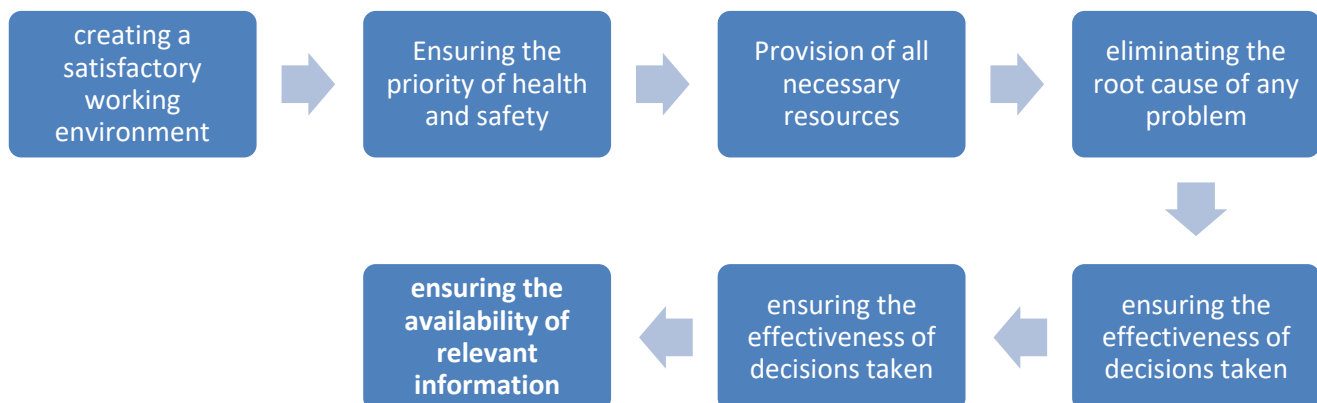 creating a
satisfactory
working
environment
Ensuring the
priority of health
and safety
Provision of all
necessary
resources
eliminating the
root cause of any
problem
ensuring the
effectiveness of
decisions taken
ensuring the
effectiveness of
decisions taken
ensuring the
availability of
relevant
information